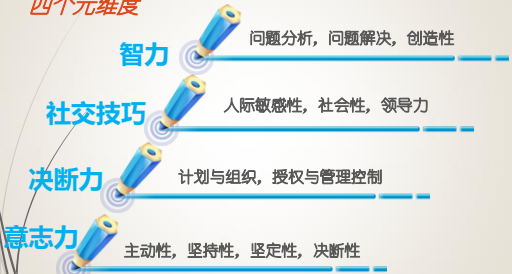 四个元维度
智力
问题分析，问题解决，创造性
社交技巧
人际敏感性，社会性，领导力
决断力
计划与组织，授权与管理控制
意志力
主动性，坚持性，坚定性，决断性